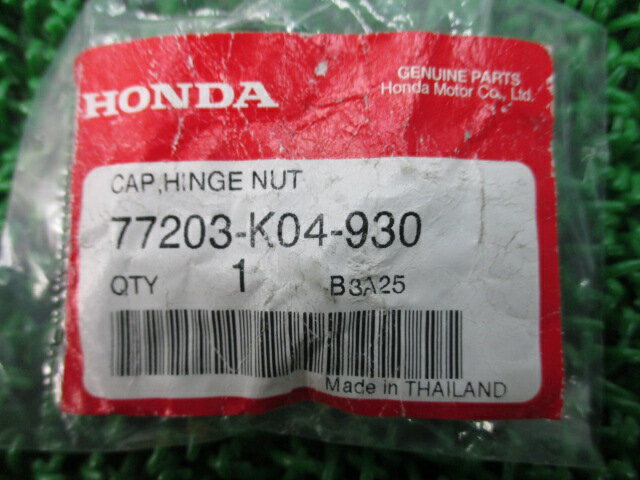 HONDA
GENUINE PARTS
Honda Motor Co., Ltd.
CAP,HINGE NUT
77203-K04-930
QTY 1 B3A25
Made in THAILAND